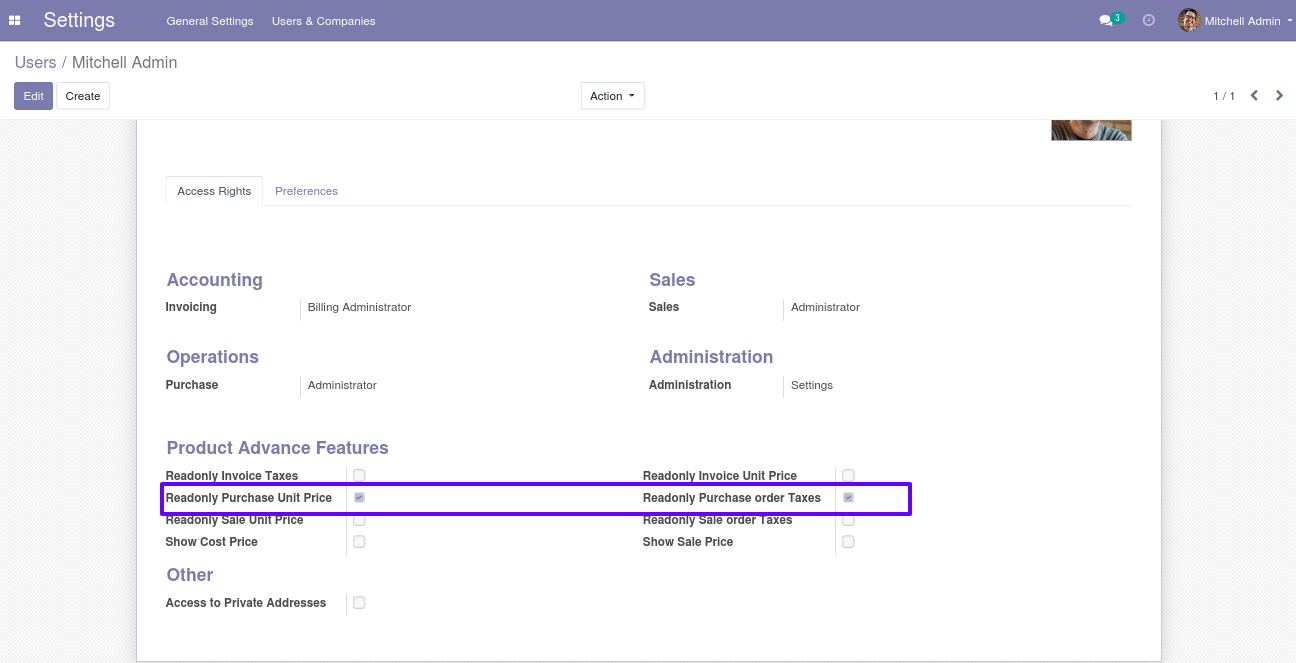 Settings General Settings Users & Companies 3 Mitchell Admin
Users / Mitchell Admin
Edit Create Action 1 / 1
Access Rights Preferences
Accounting Sales
Invoicing Billing Administrator Sales Administrator
Operations Administration
Purchase Administrator Administration Settings
Product Advance Features
Readonly Invoice Taxes Readonly Invoice Unit Price
Readonly Purchase Unit Price Readonly Purchase order Taxes
Readonly Sale Unit Price Readonly Sale order Taxes
Show Cost Price Show Sale Price
Other
Access to Private Addresses